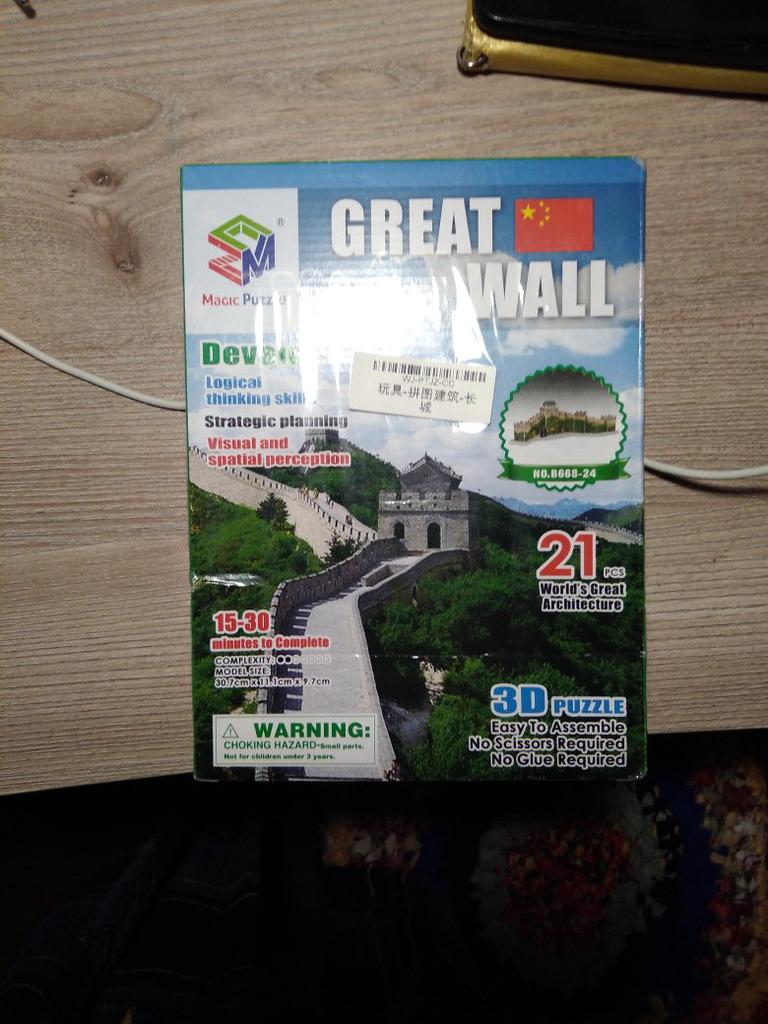 GREAT
WALL
®
MAGIC PUZZLE
Logical
thinking skills
Strategic planning
Visual and
spatial perception
WJ-PTJZ-CC
玩具-拼图建筑-长
城
NO.B668-24
21 PCS
World's Great
Architecture
15-30
minutes to Complete
COMPLEXITY:
MODEL SIZE:
30.7cm x 11.1cm x 9.7cm
3D PUZZLE
Easy To Assemble
No Scissors Required
No Glue Required
WARNING:
CHOKING HAZARD-Small parts.
Not for children under 3 years.